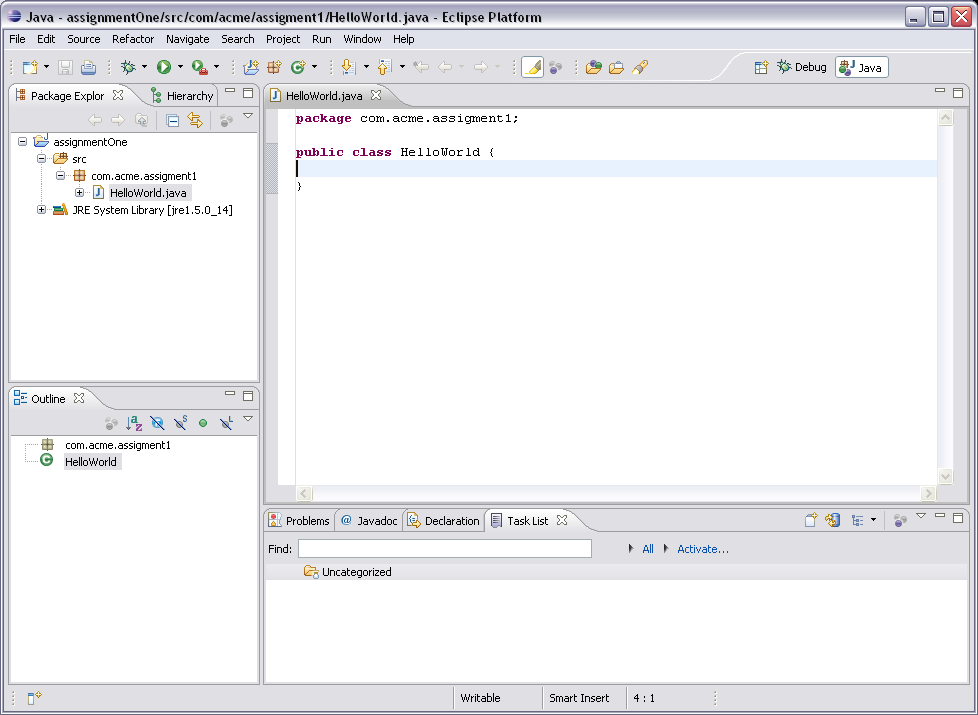 Java - assignmentOne/src/com/acme/assigment1/HelloWorld.java - Eclipse Platform
File Edit Source Refactor Navigate Search Project Run Window Help
Debug Java
Package Explor Hierarchy
assignmentOne
src
com.acme.assigment1
HelloWorld.java
JRE System Library [jre1.5.0_14]
HelloWorld.java
package com.acme.assigment1;
public class HelloWorld {
}
Outline
com.acme.assigment1
HelloWorld
Problems @ Javadoc Declaration Task List
Find: All Activate...
Uncategorized
Writable Smart Insert 4 : 1